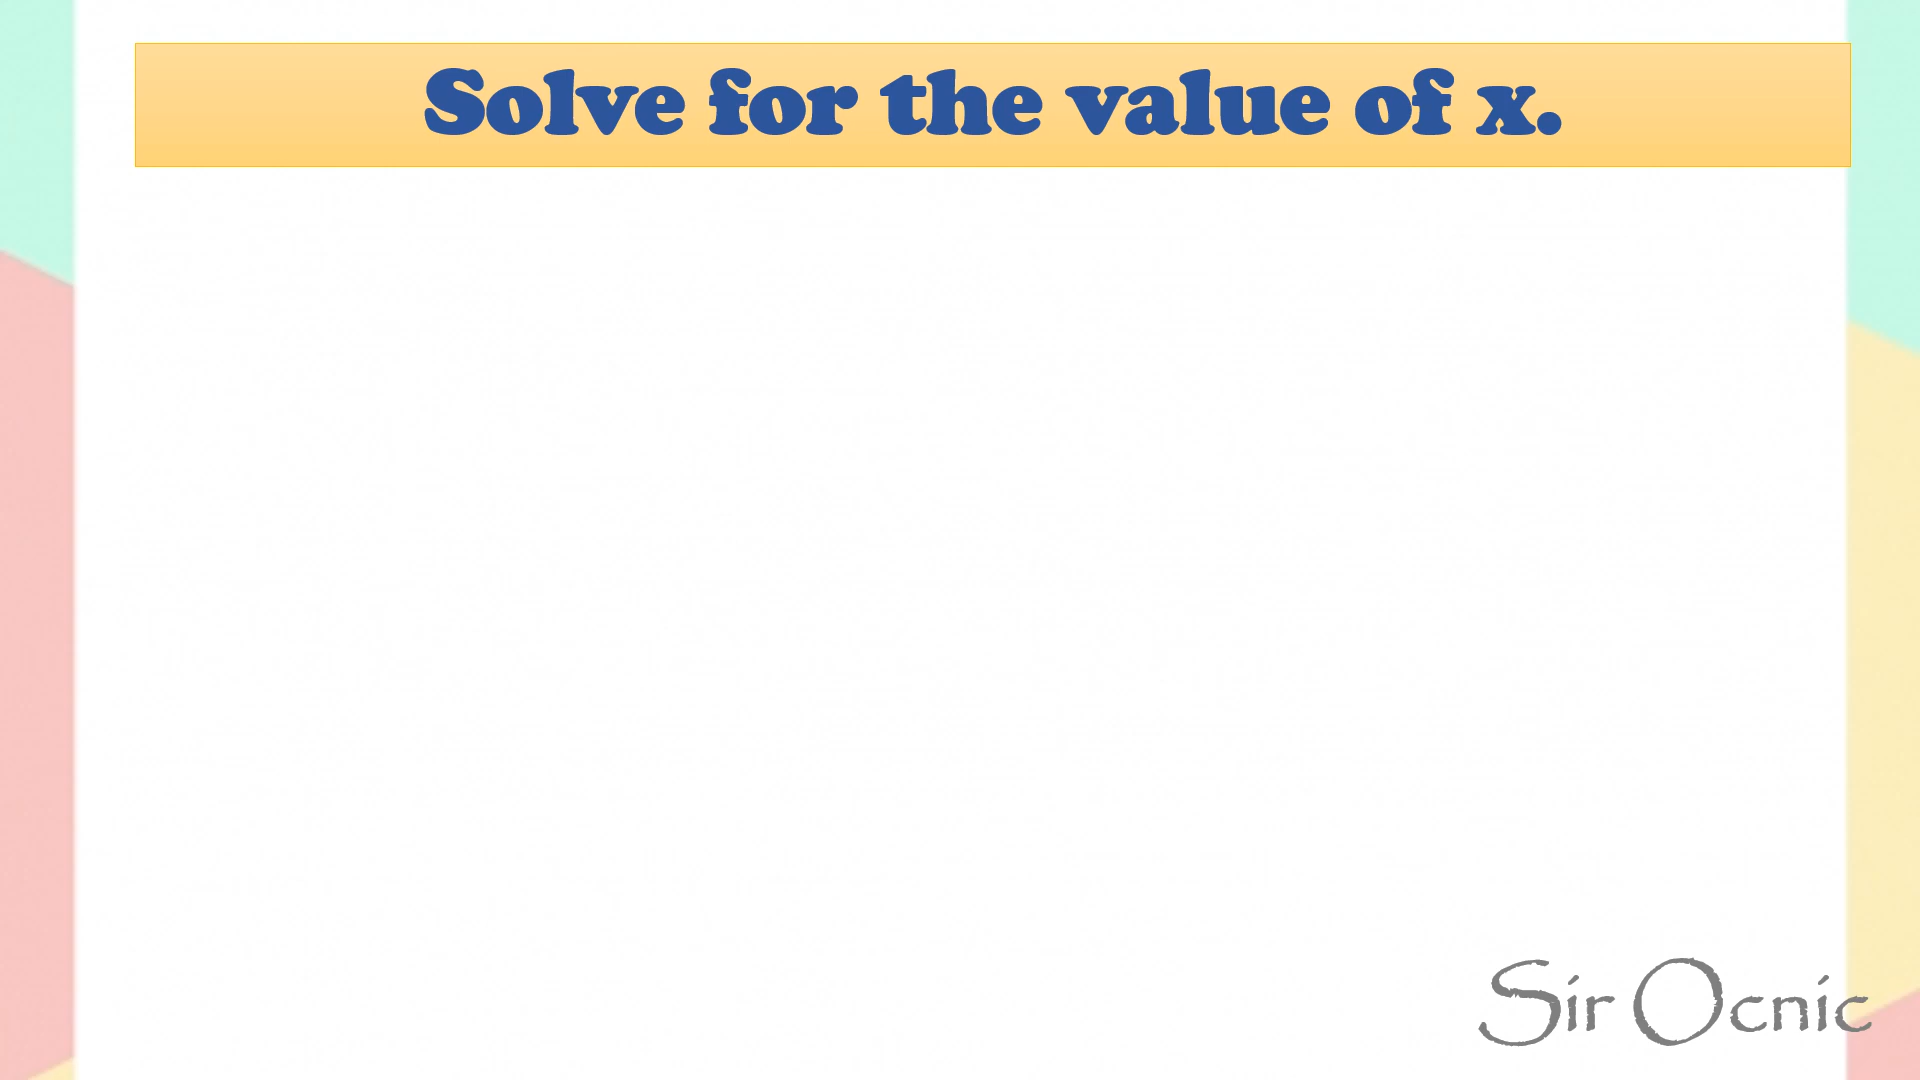 Solve for the value of x.
Sir Ocnic